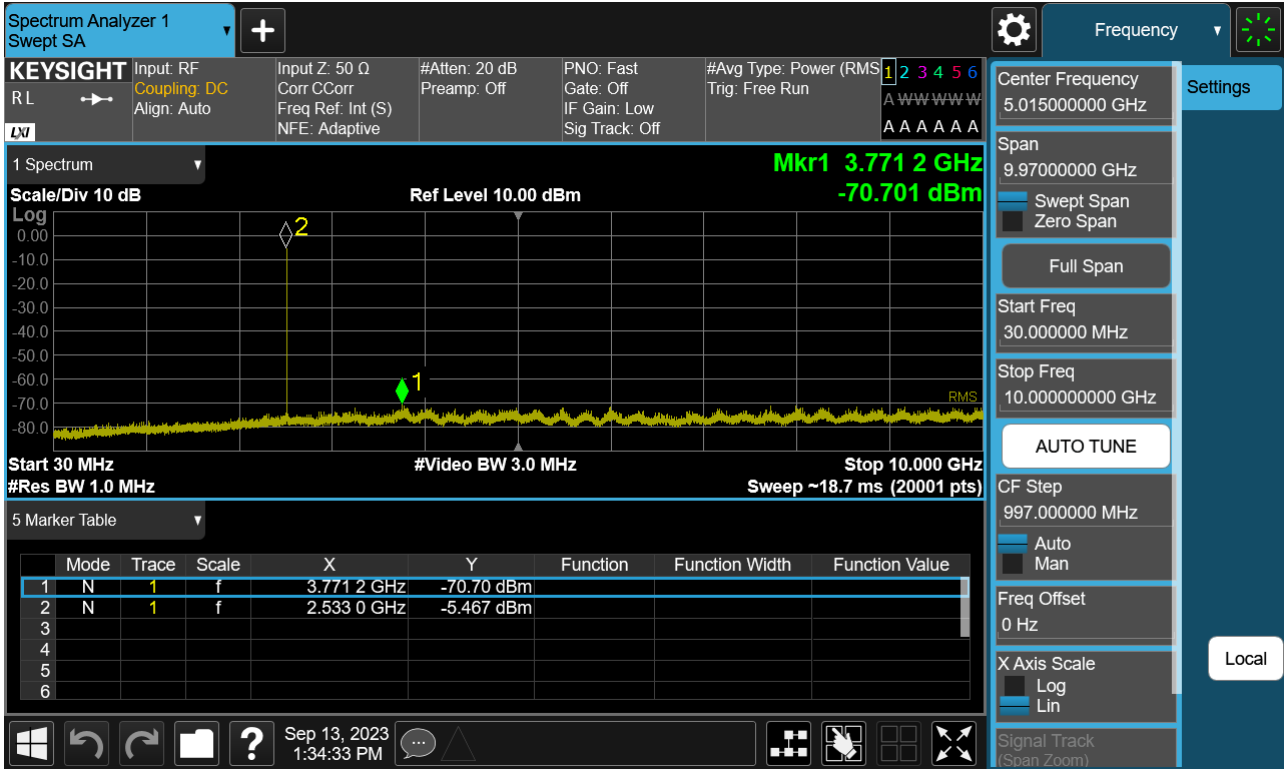 Spectrum Analyzer 1
Swept SA
Frequency
KEYSIGHT
R L
LXI
Input: RF
Coupling: DC
Align: Auto
Input Z: 50 Ω
Corr CCorr
Freq Ref: Int (S)
NFE: Adaptive
#Atten: 20 dB
Preamp: Off
PNO: Fast
Gate: Off
IF Gain: Low
Sig Track: Off
#Avg Type: Power (RMS
Trig: Free Run
1 2 3 4 5 6
A W W W W W
A A A A A A
1 Spectrum
Mkr1 3.771 2 GHz
Scale/Div 10 dB
Ref Level 10.00 dBm
-70.701 dBm
Log
0.00
-10.0
-20.0
-30.0
-40.0
-50.0
-60.0
-70.0
-80.0
2
1
RMS
Start 30 MHz
#Video BW 3.0 MHz
Stop 10.000 GHz
#Res BW 1.0 MHz
Sweep ~18.7 ms (20001 pts)
5 Marker Table
Mode Trace Scale X Y Function Function Width Function Value
1 N 1 f 3.771 2 GHz -70.70 dBm
2 N 1 f 2.533 0 GHz -5.467 dBm
3
4
5
6
Sep 13, 2023
1:34:33 PM
?
Center Frequency
5.015000000 GHz
Settings
Span
9.97000000 GHz
Swept Span
Zero Span
Full Span
Start Freq
30.000000 MHz
Stop Freq
10.000000000 GHz
AUTO TUNE
CF Step
997.000000 MHz
Auto
Man
Freq Offset
0 Hz
Local
X Axis Scale
Log
Lin
Signal Track
(Span Zoom)